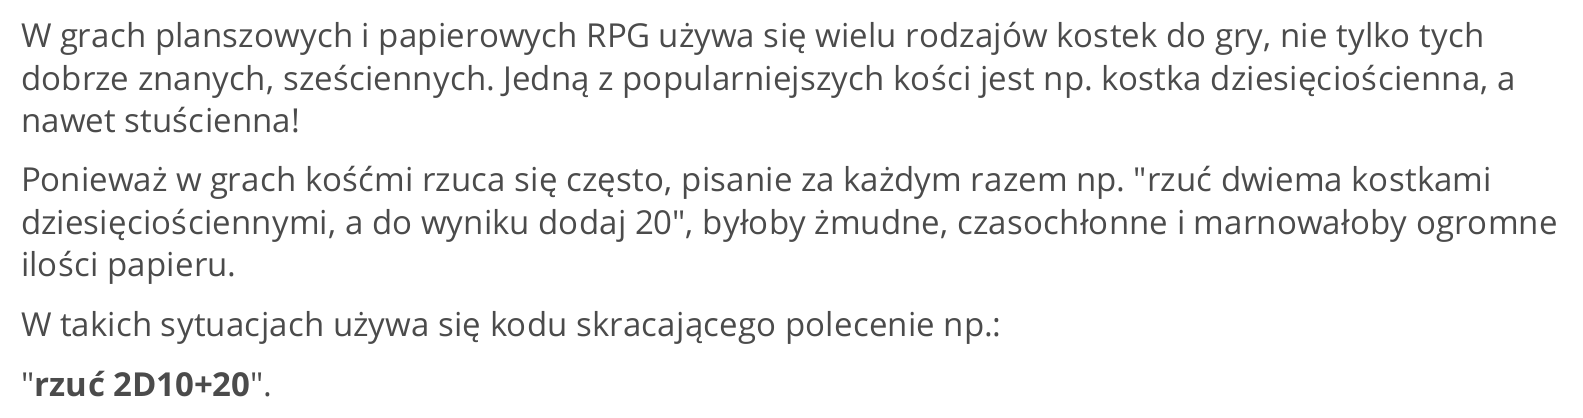 W grach planszowych i papierowych RPG używa się wielu rodzajów kostek do gry, nie tylko tych
dobrze znanych, sześciennych. Jedną z popularniejszych kości jest np. kostka dziesięciościenna, a
nawet stuścienna!
Ponieważ w grach kośćmi rzuca się często, pisanie za każdym razem np. "rzuć dwiema kostkami
dziesięciościennymi, a do wyniku dodaj 20", byłoby żmudne, czasochłonne i marnowałoby ogromne
ilości papieru.
W takich sytuacjach używa się kodu skracającego polecenie np.:
"rzuć 2D10+20".